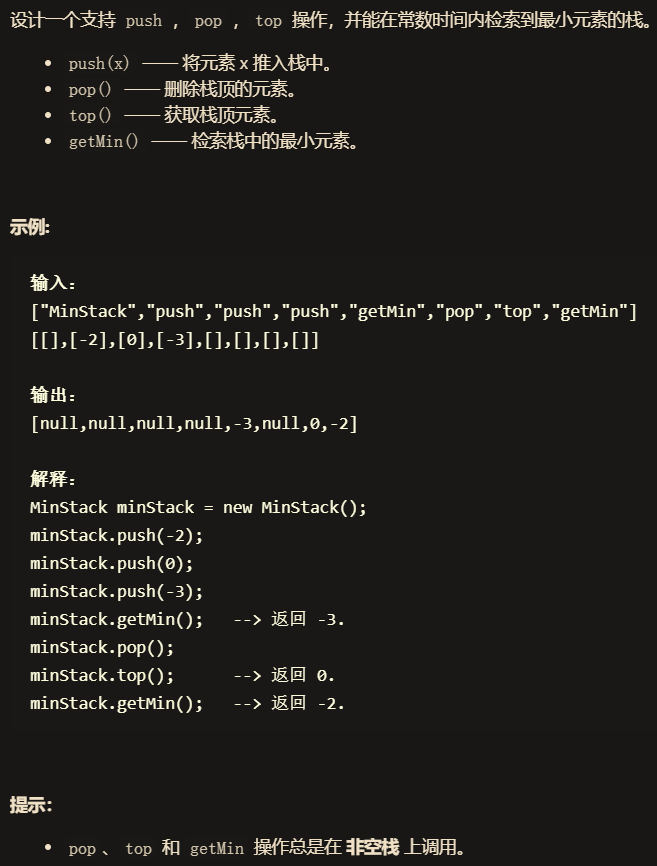 设计一个支持 push ，pop ，top 操作，并能在常数时间内检索到最小元素的栈。
• push(x) —— 将元素 x 推入栈中。
• pop() —— 删除栈顶的元素。
• top() —— 获取栈顶元素。
• getMin() —— 检索栈中的最小元素。
示例:
输入：
["MinStack","push","push","push","getMin","pop","top","getMin"]
[[],[-2],[0],[-3],[],[],[],[]]
输出：
[null,null,null,null,-3,null,0,-2]
解释：
MinStack minStack = new MinStack();
minStack.push(-2);
minStack.push(0);
minStack.push(-3);
minStack.getMin();   --> 返回 -3.
minStack.pop();
minStack.top();      --> 返回 0.
minStack.getMin();   --> 返回 -2.
提示：
• pop、top 和 getMin 操作总是在 非空栈 上调用。